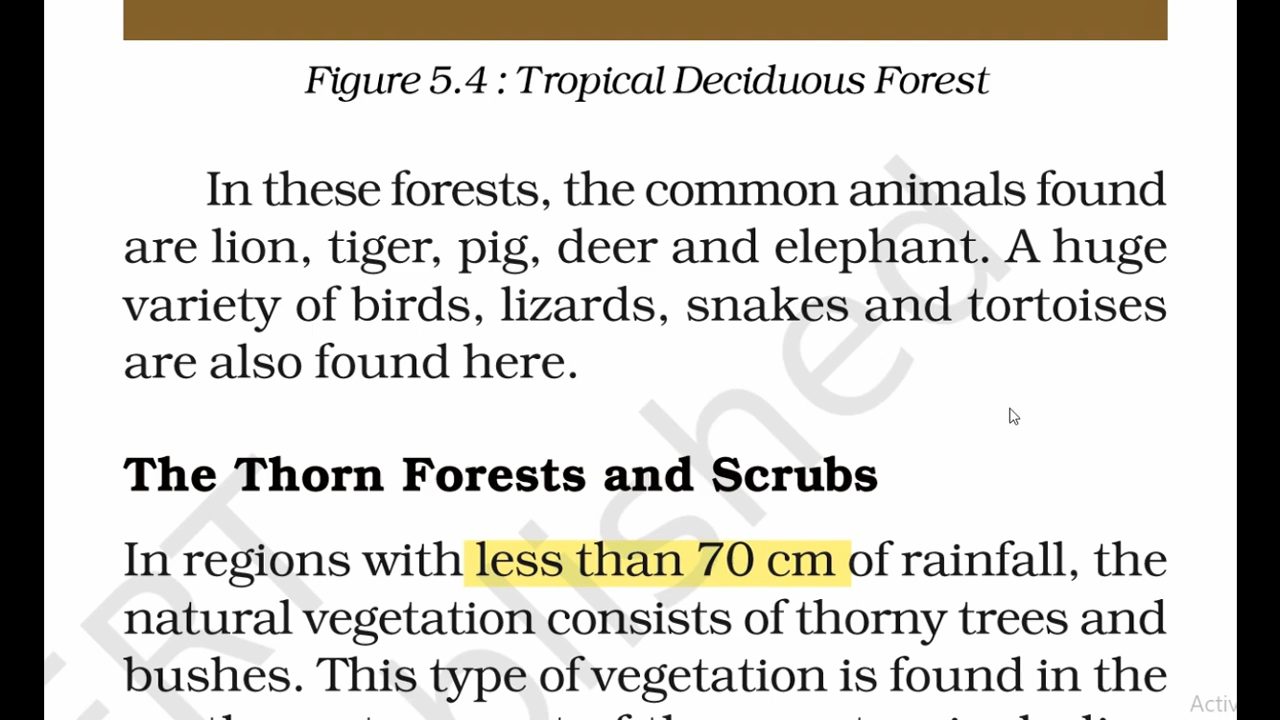 Figure 5.4 : Tropical Deciduous Forest
In these forests, the common animals found
are lion, tiger, pig, deer and elephant. A huge
variety of birds, lizards, snakes and tortoises
are also found here.
The Thorn Forests and Scrubs
In regions with less than 70 cm of rainfall, the
natural vegetation consists of thorny trees and
bushes. This type of vegetation is found in the